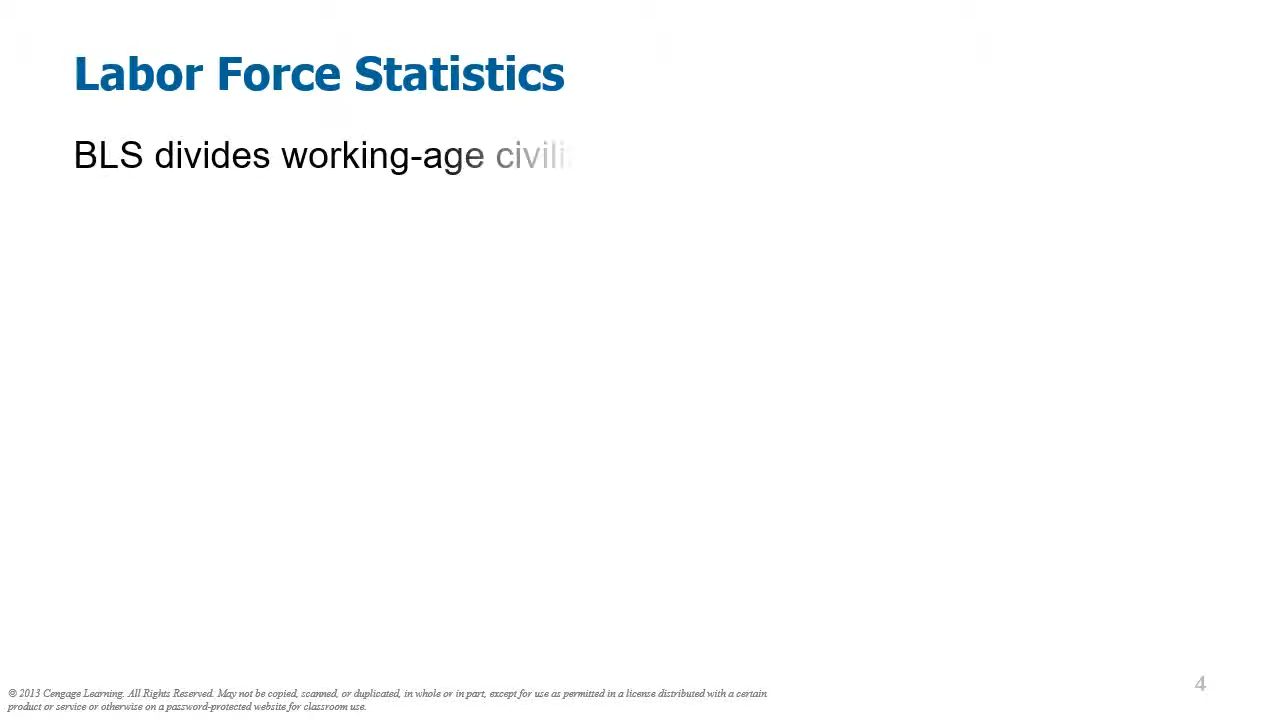 Labor Force Statistics
BLS divides working-age
© 2013 Cengage Learning. All Rights Reserved. May not be copied, scanned, or duplicated, in whole or in part, except for use as permitted in a license distributed with a certain
product or service or otherwise on a password-protected website for classroom use.
4